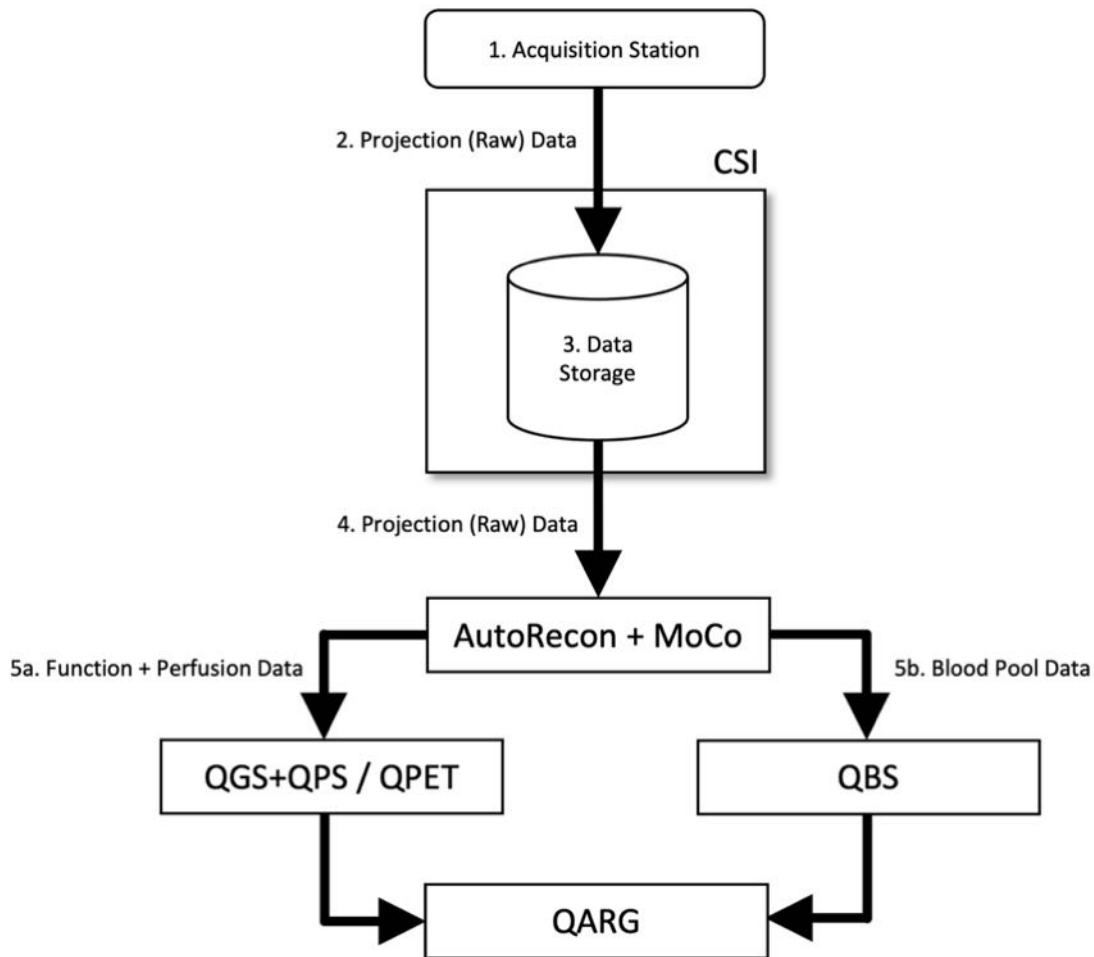 1. Acquisition Station
2. Projection (Raw) Data
CSI
3. Data
Storage
4. Projection (Raw) Data
AutoRecon + MoCo
5a. Function + Perfusion Data
5b. Blood Pool Data
QGS+QPS / QPET
QBS
QARG